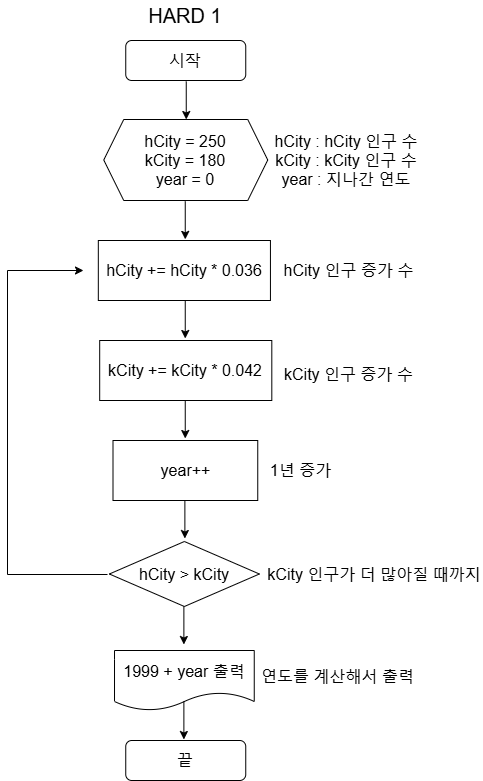 HARD 1
시작
hCity = 250
kCity = 180
year = 0
hCity : hCity 인구 수
kCity : kCity 인구 수
year : 지나간 연도
hCity += hCity * 0.036
hCity 인구 증가 수
kCity += kCity * 0.042
kCity 인구 증가 수
year++
1년 증가
hCity > kCity
kCity 인구가 더 많아질 때까지
1999 + year 출력
연도를 계산해서 출력
끝